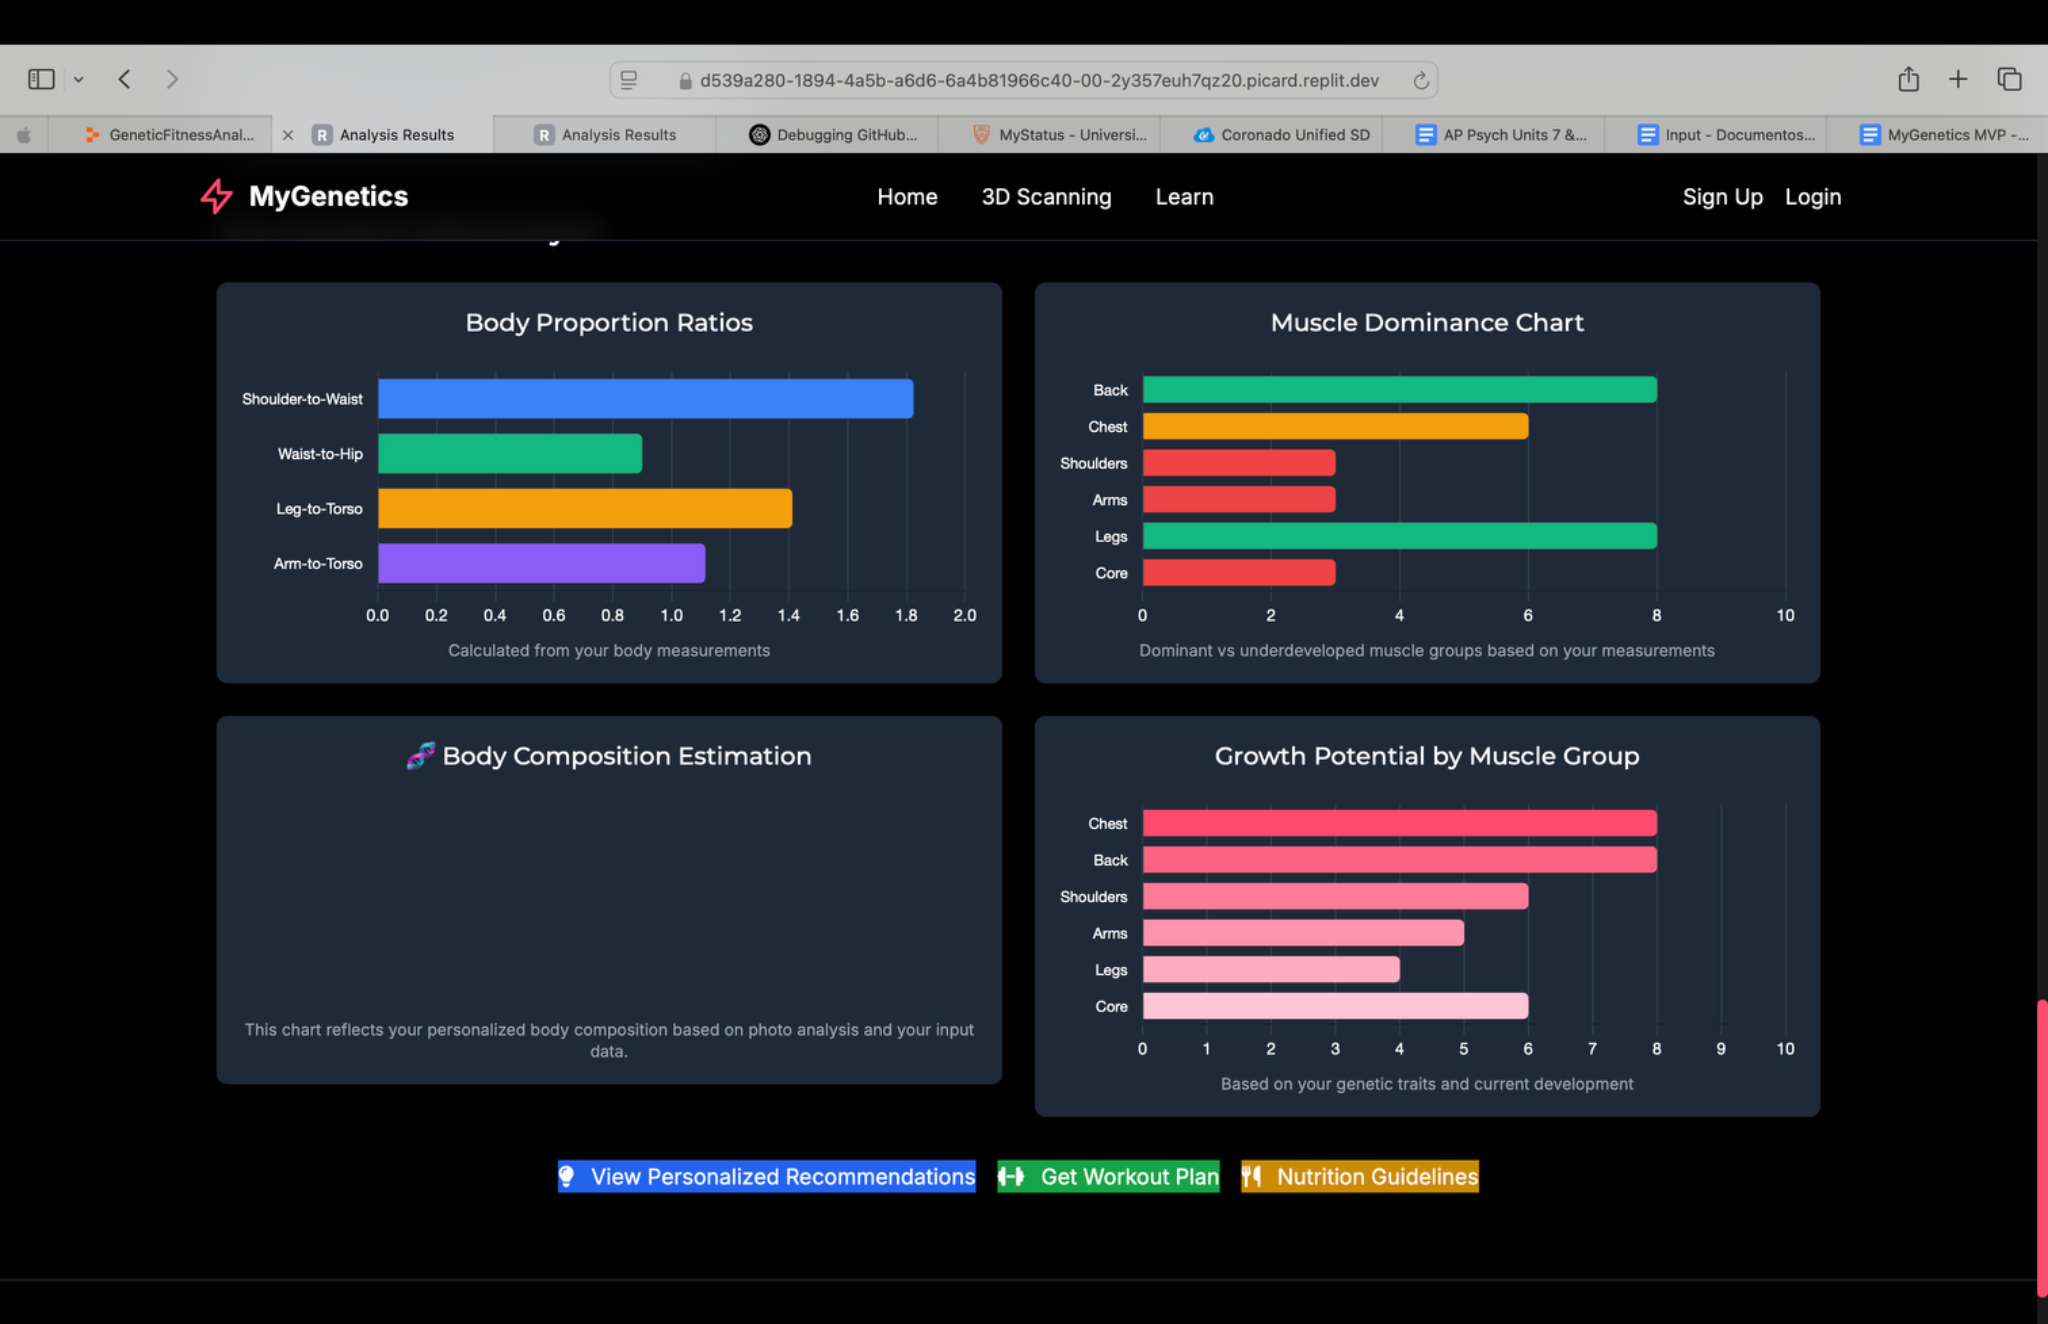 d539a280-1894-4a5b-a6d6-6a4b81966c40-00-2y357euh7qz20.picard.replit.dev
GeneticFitnessAnal...
R Analysis Results
R Analysis Results
Debugging GitHub...
MyStatus - Universi...
Coronado Unified SD
AP Psych Units 7 &...
Input - Documentos...
MyGenetics MVP -...
MyGenetics
Home
3D Scanning
Learn
Sign Up
Login
Body Proportion Ratios
Shoulder-to-Waist
Waist-to-Hip
Leg-to-Torso
Arm-to-Torso
0.0 0.2 0.4 0.6 0.8 1.0 1.2 1.4 1.6 1.8 2.0
Calculated from your body measurements
Muscle Dominance Chart
Back
Chest
Shoulders
Arms
Legs
Core
0 2 4 6 8 10
Dominant vs underdeveloped muscle groups based on your measurements
Body Composition Estimation
This chart reflects your personalized body composition based on photo analysis and your input
data.
Growth Potential by Muscle Group
Chest
Back
Shoulders
Arms
Legs
Core
0 1 2 3 4 5 6 7 8 9 10
Based on your genetic traits and current development
View Personalized Recommendations
Get Workout Plan
Nutrition Guidelines